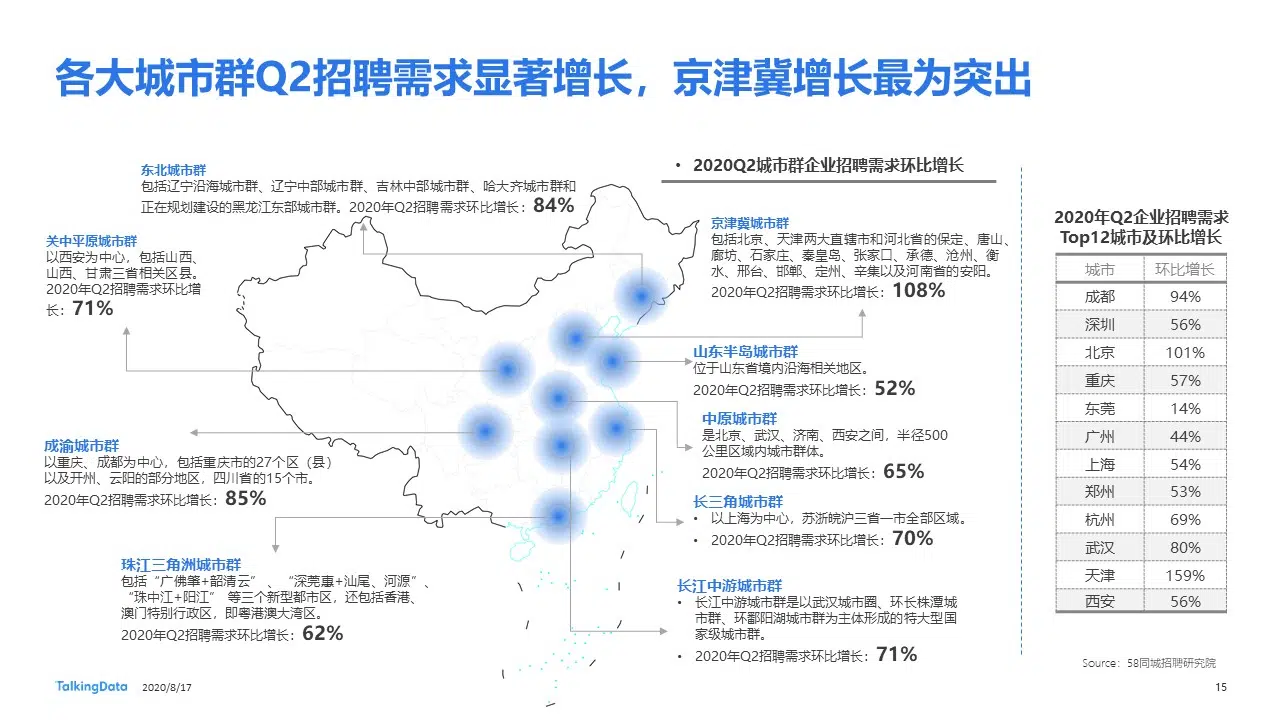 各大城市群Q2招聘需求显著增长，京津冀增长最为突出
东北城市群
包括辽宁沿海城市群、辽宁中部城市群、吉林中部城市群、哈大齐城市群和
正在规划建设的黑龙江东部城市群。2020年Q2招聘需求环比增长：84%
• 2020Q2城市群企业招聘需求环比增长
关中平原城市群
以西安为中心，包括山西、
山西、甘肃三省相关区县。
2020年Q2招聘需求环比增
长：71%
京津冀城市群
包括北京、天津两大直辖市和河北省的保定、唐山、
廊坊、石家庄、秦皇岛、张家口、承德、沧州、衡
水、邢台、邯郸、定州、辛集以及河南省的安阳。
2020年Q2招聘需求环比增长：108%
山东半岛城市群
位于山东省境内沿海相关地区。
2020年Q2招聘需求环比增长：52%
中原城市群
是北京、武汉、济南、西安之间，半径500
公里区域内城市群体。
2020年Q2招聘需求环比增长：65%
成渝城市群
以重庆、成都为中心，包括重庆市的27个区（县）
以及开州、云阳的部分地区，四川省的15个市。
2020年Q2招聘需求环比增长：85%
长三角城市群
• 以上海为中心，苏浙皖沪三省一市全部区域。
• 2020年Q2招聘需求环比增长：70%
珠江三角洲城市群
包括“广佛肇+韶清云”、“深莞惠+汕尾、河源”、
“珠中江+阳江” 等三个新型都市区，还包括香港、
澳门特别行政区，即粤港澳大湾区。
2020年Q2招聘需求环比增长：62%
长江中游城市群
• 长江中游城市群是以武汉城市圈、环长株潭城
市群、环鄱阳湖城市群为主体形成的特大型国
家级城市群。
• 2020年Q2招聘需求环比增长：71%
2020年Q2企业招聘需求
Top12城市及环比增长
城市 环比增长
成都 94%
深圳 56%
北京 101%
重庆 57%
东莞 14%
广州 44%
上海 54%
郑州 53%
杭州 69%
武汉 80%
天津 159%
西安 56%
Source：58同城招聘研究院
TalkingData 2020/8/17
15